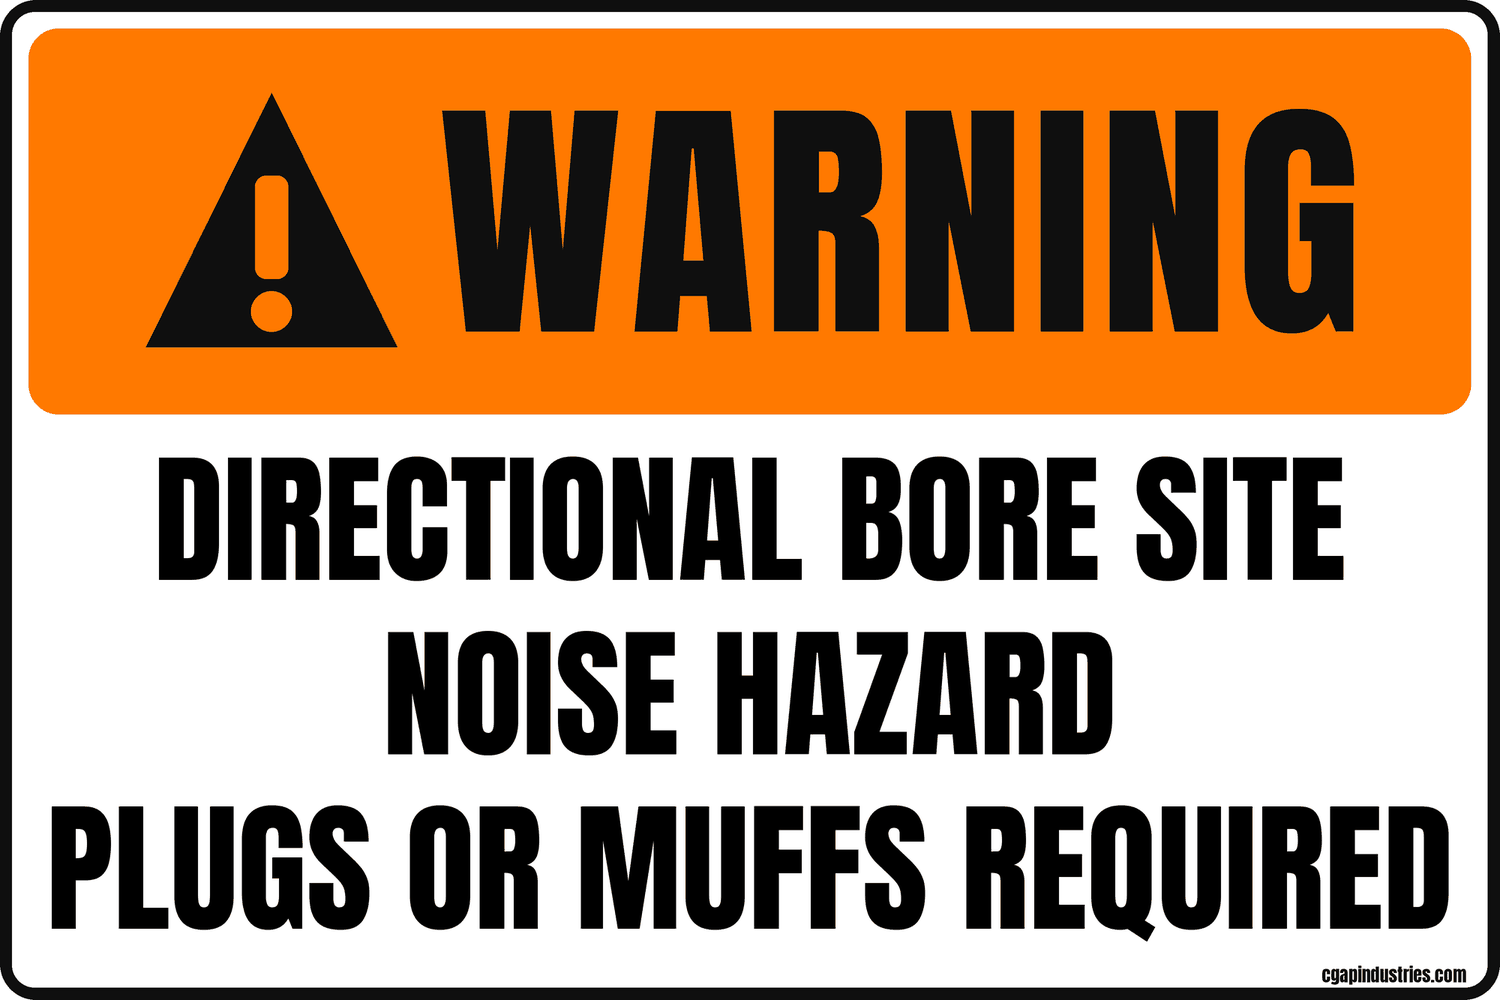 WARNING
DIRECTIONAL BORE SITE
NOISE HAZARD
PLUGS OR MUFFS REQUIRED
cgapindustries.com